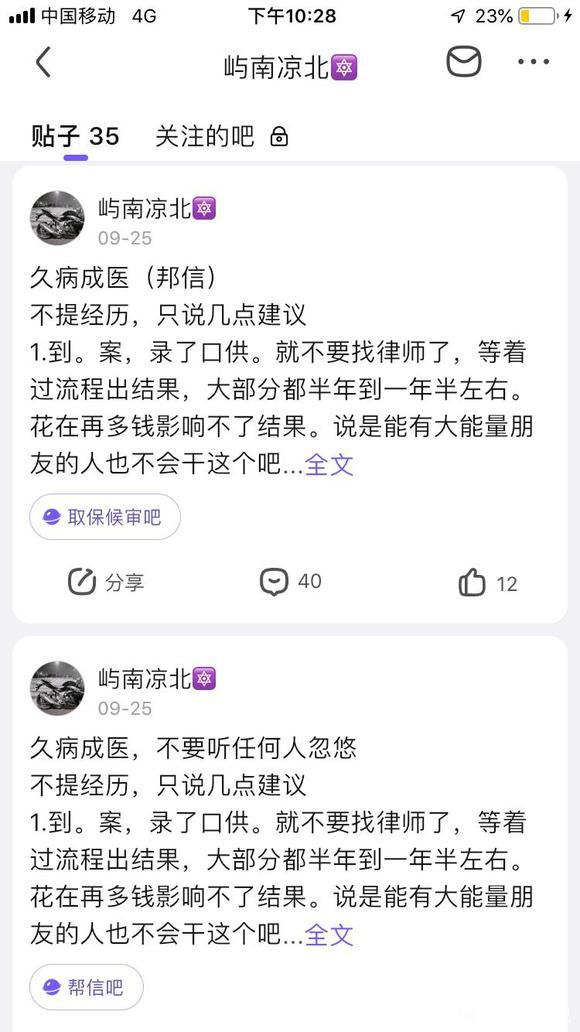 中国移动 4G 下午10:28 23%
屿南凉北🔯
贴子 35 关注的吧
屿南凉北🔯
09-25
久病成医（邦信）
不提经历，只说几点建议
1.到。案，录了口供。就不要找律师了，等着
过流程出结果，大部分都半年到一年半左右。
花在再多钱影响不了结果。说是能有大能量朋
友的人也不会干这个吧...全文
取保候审吧
分享 40 12
屿南凉北🔯
09-25
久病成医，不要听任何人忽悠
不提经历，只说几点建议
1.到。案，录了口供。就不要找律师了，等着
过流程出结果，大部分都半年到一年半左右。
花在再多钱影响不了结果。说是能有大能量朋
友的人也不会干这个吧...全文
帮信吧